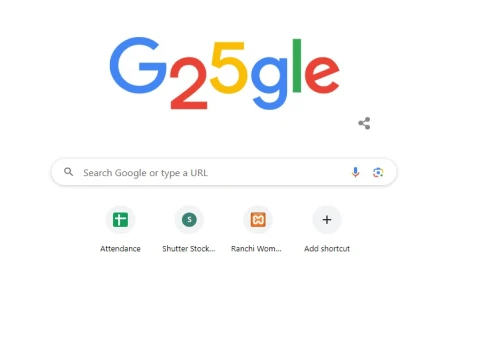 G25gle
Search Google or type a URL
S
Attendance
Shutter Stock...
Ranchi Wom...
Add shortcut